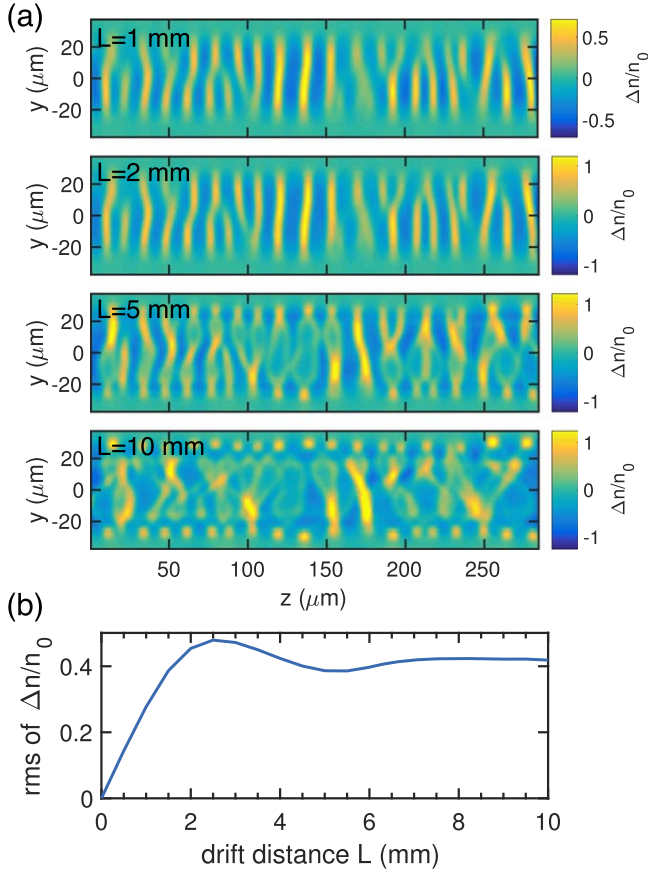 (a)
L=1 mm
y (μm)
20
0
-20
0.5
0
-0.5
Δn/n0
L=2 mm
y (μm)
20
0
-20
1
0
-1
Δn/n0
L=5 mm
y (μm)
20
0
-20
1
0
-1
Δn/n0
L=10 mm
y (μm)
20
0
-20
1
0
-1
Δn/n0
50 100 150 200 250
z (μm)
(b)
rms of Δn/n0
0.4
0.2
0
0 2 4 6 8 10
drift distance L (mm)